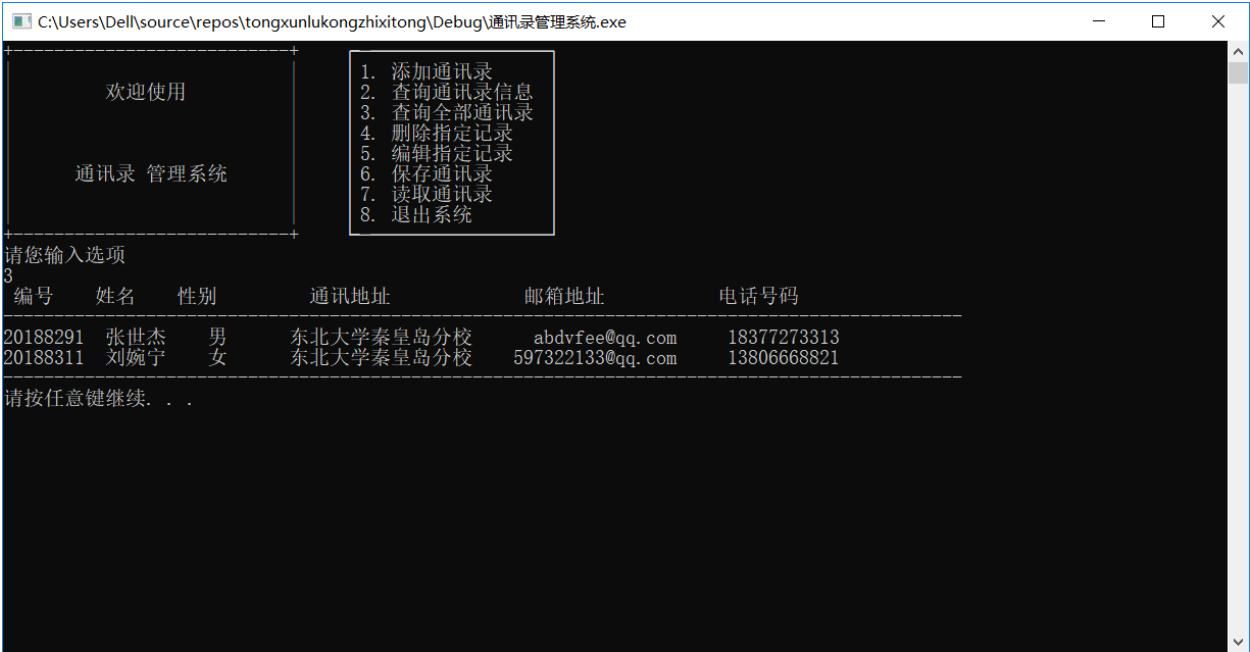 C:\Users\Dell\source\repos\tongxunlukongzhixitong\Debug\通讯录管理系统.exe
欢迎使用
通讯录 管理系统
1. 添加通讯录
2. 查询通讯录信息
3. 查询全部通讯录
4. 删除指定记录
5. 编辑指定记录
6. 保存通讯录
7. 读取通讯录
8. 退出系统
请您输入选项
3
编号 姓名 性别 通讯地址 邮箱地址 电话号码
20188291 张世杰 男 东北大学秦皇岛分校 abdvfee@qq.com 18377273313
20188311 刘婉宁 女 东北大学秦皇岛分校 597322133@qq.com 13806668821
请按任意键继续. . .